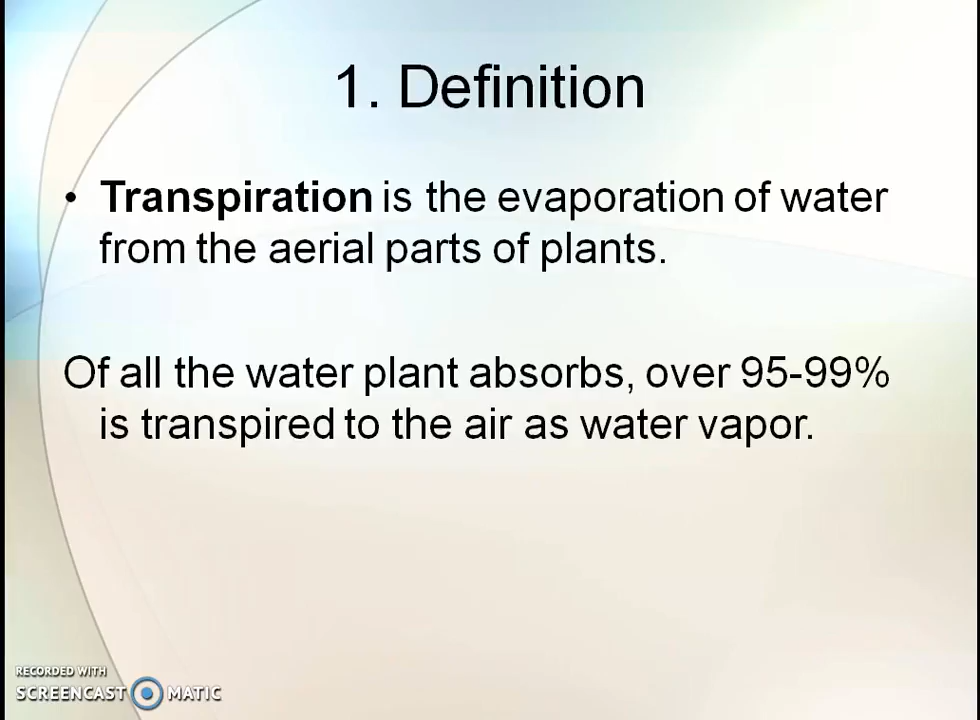 1. Definition
• Transpiration is the evaporation of water
from the aerial parts of plants.
Of all the water plant absorbs, over 95-99%
is transpired to the air as water vapor.
RECORDED WITH
SCREENCAST MATIC